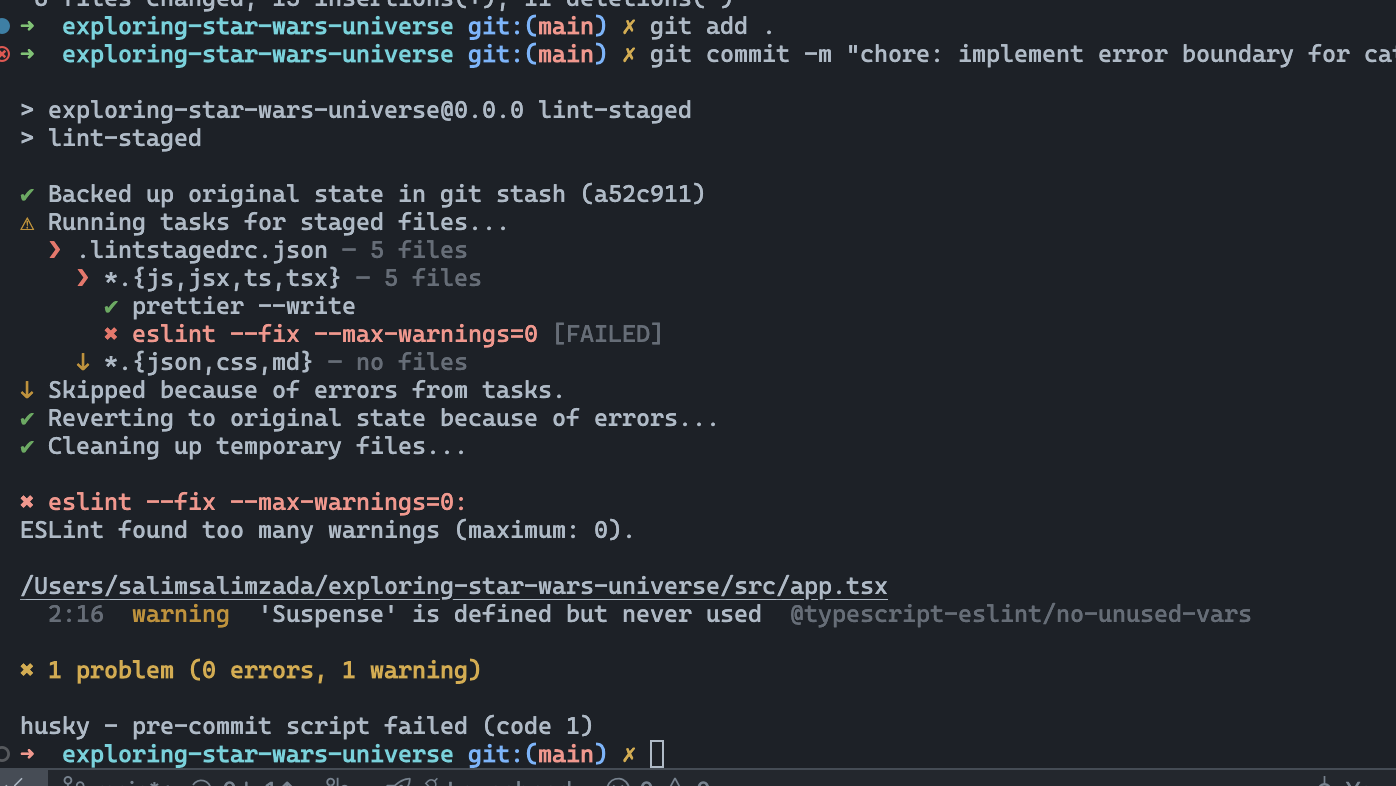 files changed, insertions(+), 11 deletions(-)
➜ exploring-star-wars-universe git:(main) ✗ git add .
➜ exploring-star-wars-universe git:(main) ✗ git commit -m "chore: implement error boundary for
> exploring-star-wars-universe@0.0.0 lint-staged
> lint-staged
✔ Backed up original state in git stash (a52c911)
⚠ Running tasks for staged files...
❯ .lintstagedrc.json — 5 files
❯ *.{js,jsx,ts,tsx} — 5 files
✔ prettier --write
✖ eslint --fix --max-warnings=0 [FAILED]
↓ *.{json,css,md} — no files
↓ Skipped because of errors from tasks.
✔ Reverting to original state because of errors...
✔ Cleaning up temporary files...
✖ eslint --fix --max-warnings=0:
ESLint found too many warnings (maximum: 0).
/Users/salimsalimzada/exploring-star-wars-universe/src/app.tsx
2:16 warning 'Suspense' is defined but never used @typescript-eslint/no-unused-vars
✖ 1 problem (0 errors, 1 warning)
husky - pre-commit script failed (code 1)
➜ exploring-star-wars-universe git:(main) ✗